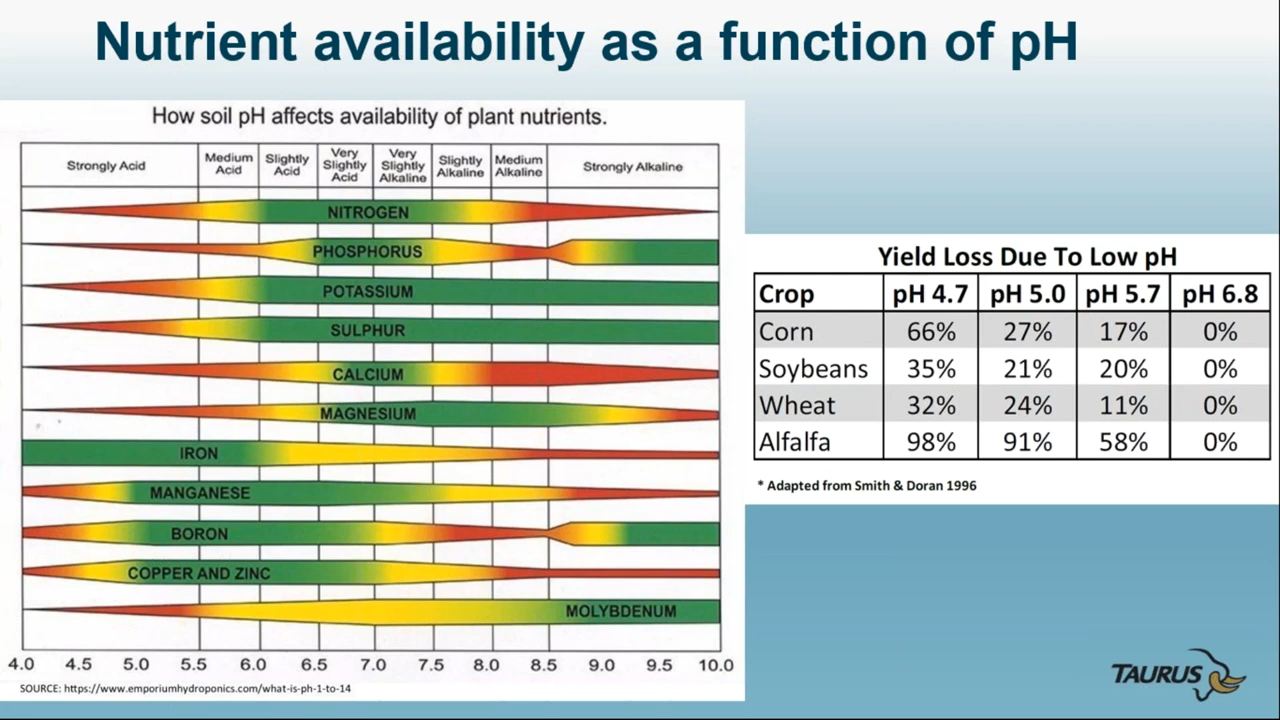 Nutrient availability as a function of pH
How soil pH affects availability of plant nutrients.
Strongly Acid
Medium Acid
Slightly Acid
Very Slightly Acid
Very Slightly Alkaline
Slightly Alkaline
Medium Alkaline
Strongly Alkaline
NITROGEN
PHOSPHORUS
POTASSIUM
SULPHUR
CALCIUM
MAGNESIUM
IRON
MANGANESE
BORON
COPPER AND ZINC
MOLYBDENUM
4.0 4.5 5.0 5.5 6.0 6.5 7.0 7.5 8.0 8.5 9.0 9.5 10.0
SOURCE: https://www.emporiumhydroponics.com/what-is-ph-1-to-14
Yield Loss Due To Low pH
Crop pH 4.7 pH 5.0 pH 5.7 pH 6.8
Corn 66% 27% 17% 0%
Soybeans 35% 21% 20% 0%
Wheat 32% 24% 11% 0%
Alfalfa 98% 91% 58% 0%
* Adapted from Smith & Doran 1996
TAURUS